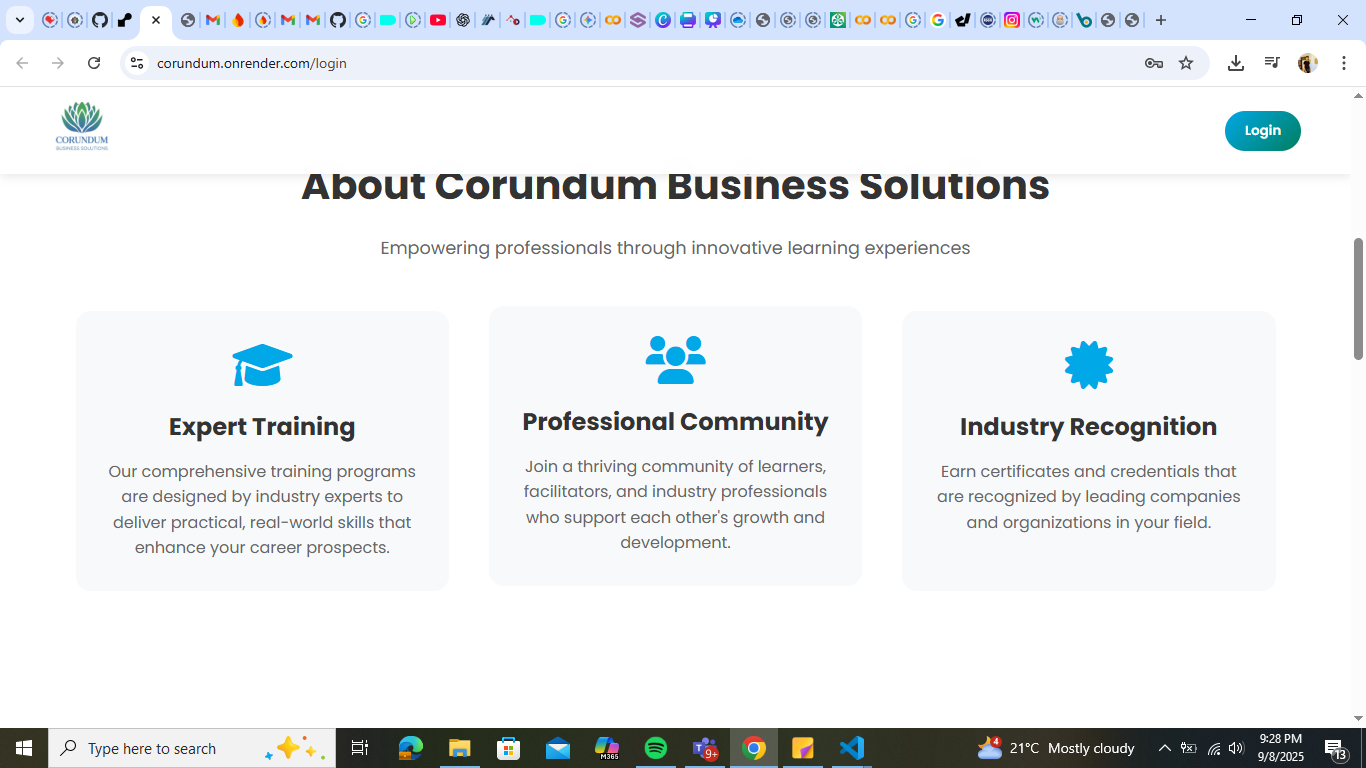 corundum.onrender.com/login
CORUNDUM
BUSINESS SOLUTIONS
Login
About Corundum Business Solutions
Empowering professionals through innovative learning experiences
Expert Training
Our comprehensive training programs
are designed by industry experts to
deliver practical, real-world skills that
enhance your career prospects.
Professional Community
Join a thriving community of learners,
facilitators, and industry professionals
who support each other's growth and
development.
Industry Recognition
Earn certificates and credentials that
are recognized by leading companies
and organizations in your field.
Type here to search
M365
9+
4
21°C Mostly cloudy
9:28 PM
9/8/2025
13